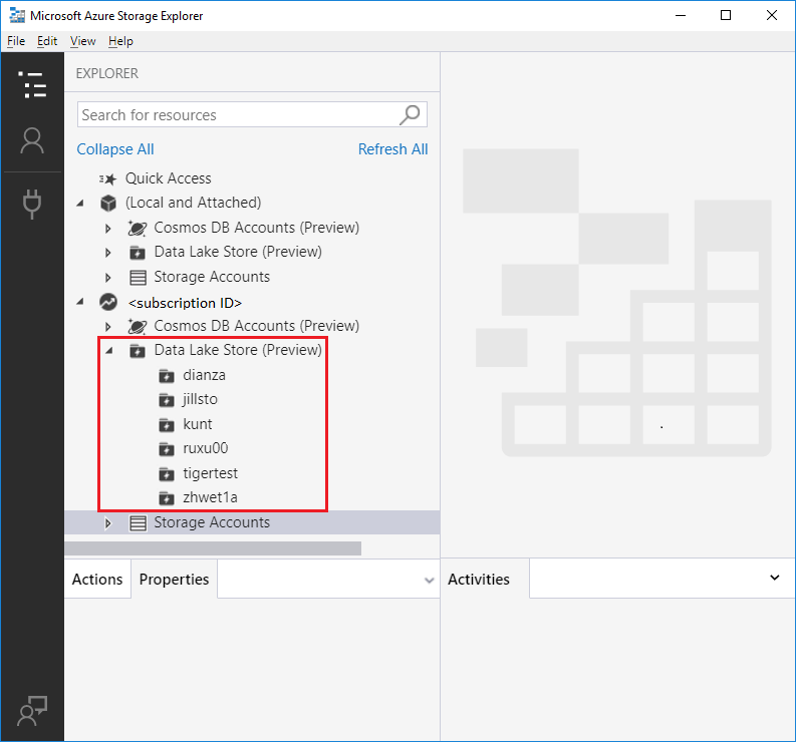 Microsoft Azure Storage Explorer
File Edit View Help
EXPLORER
Search for resources
Collapse All Refresh All
Quick Access
(Local and Attached)
Cosmos DB Accounts (Preview)
Data Lake Store (Preview)
Storage Accounts
<subscription ID>
Cosmos DB Accounts (Preview)
Data Lake Store (Preview)
dianza
jillsto
kunt
ruxu00
tigertest
zhwet1a
Storage Accounts
Actions Properties Activities